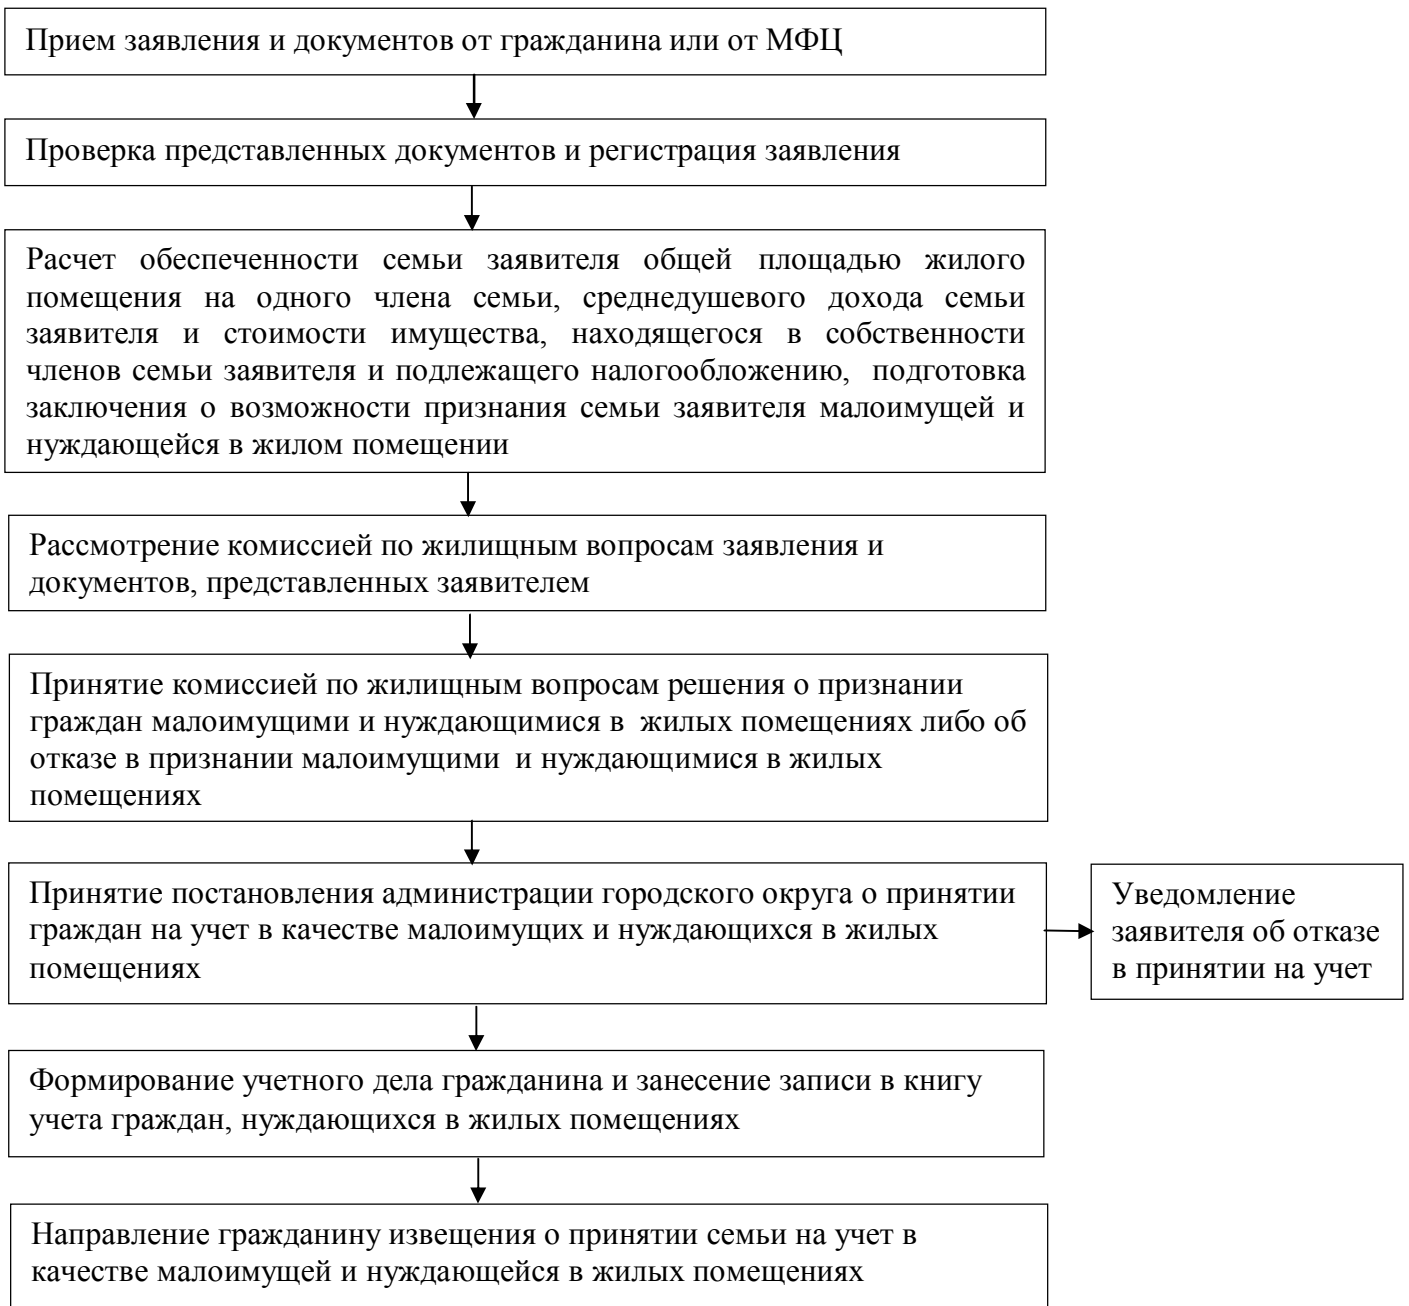 Прием заявления и документов от гражданина или от МФЦ
Проверка представленных документов и регистрация заявления
Расчет обеспеченности семьи заявителя общей площадью жилого
помещения на одного члена семьи, среднедушевого дохода семьи
заявителя и стоимости имущества, находящегося в собственности
членов семьи заявителя и подлежащего налогообложению, подготовка
заключения о возможности признания семьи заявителя малоимущей и
нуждающейся в жилом помещении
Рассмотрение комиссией по жилищным вопросам заявления и
документов, представленных заявителем
Принятие комиссией по жилищным вопросам решения о признании
граждан малоимущими и нуждающимися в жилых помещениях либо об
отказе в признании малоимущими и нуждающимися в жилых
помещениях
Принятие постановления администрации городского округа о принятии
граждан на учет в качестве малоимущих и нуждающихся в жилых
помещениях
Уведомление
заявителя об отказе
в принятии на учет
Формирование учетного дела гражданина и занесение записи в книгу
учета граждан, нуждающихся в жилых помещениях
Направление гражданину извещения о принятии семьи на учет в
качестве малоимущей и нуждающейся в жилых помещениях